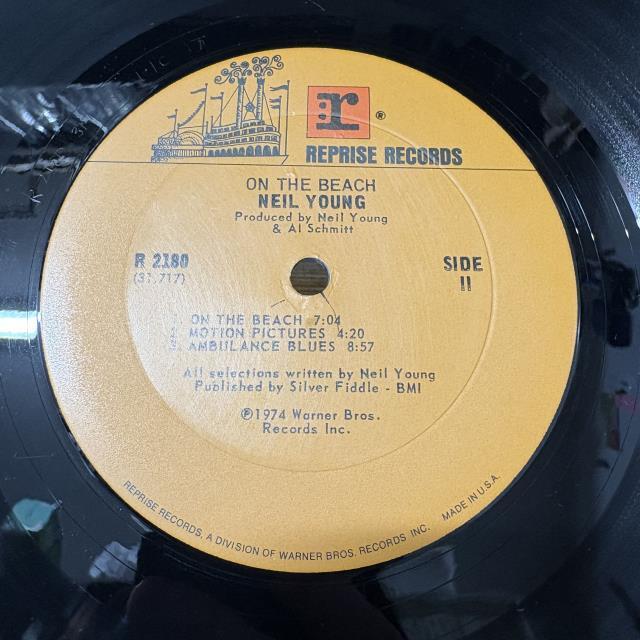 r ®
REPRISE RECORDS
ON THE BEACH
NEIL YOUNG
Produced by Neil Young
& Al Schmitt
R 2180
(31,717)
SIDE
II
1. ON THE BEACH 7:04
2. MOTION PICTURES 4:20
3. AMBULANCE BLUES 8:57
All selections written by Neil Young
Published by Silver Fiddle - BMI
℗1974 Warner Bros.
Records Inc.
REPRISE RECORDS, A DIVISION OF WARNER BROS. RECORDS INC. MADE IN U.S.A.